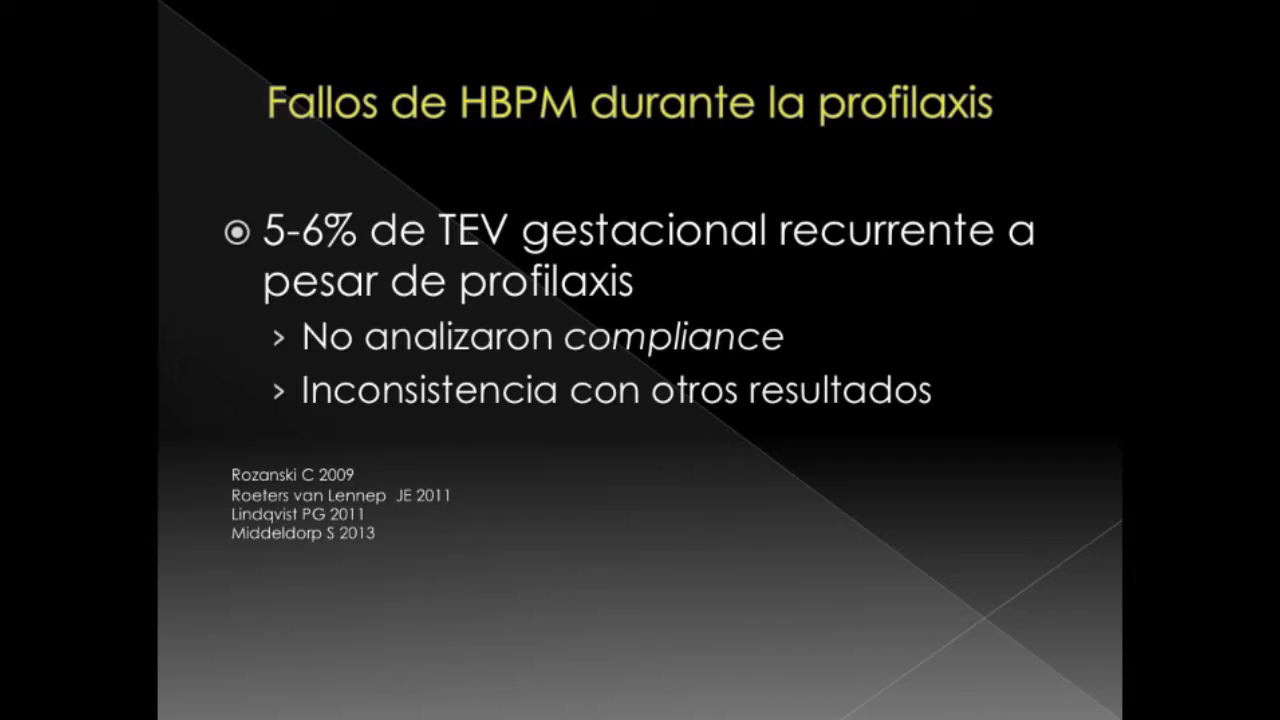 Fallos de HBPM durante la profilaxis
5-6% de TEV gestacional recurrente a
pesar de profilaxis
› No analizaron compliance
› Inconsistencia con otros resultados
Rozanski C 2009
Roeters van Lennep JE 2011
Lindqvist PG 2011
Middeldorp S 2013